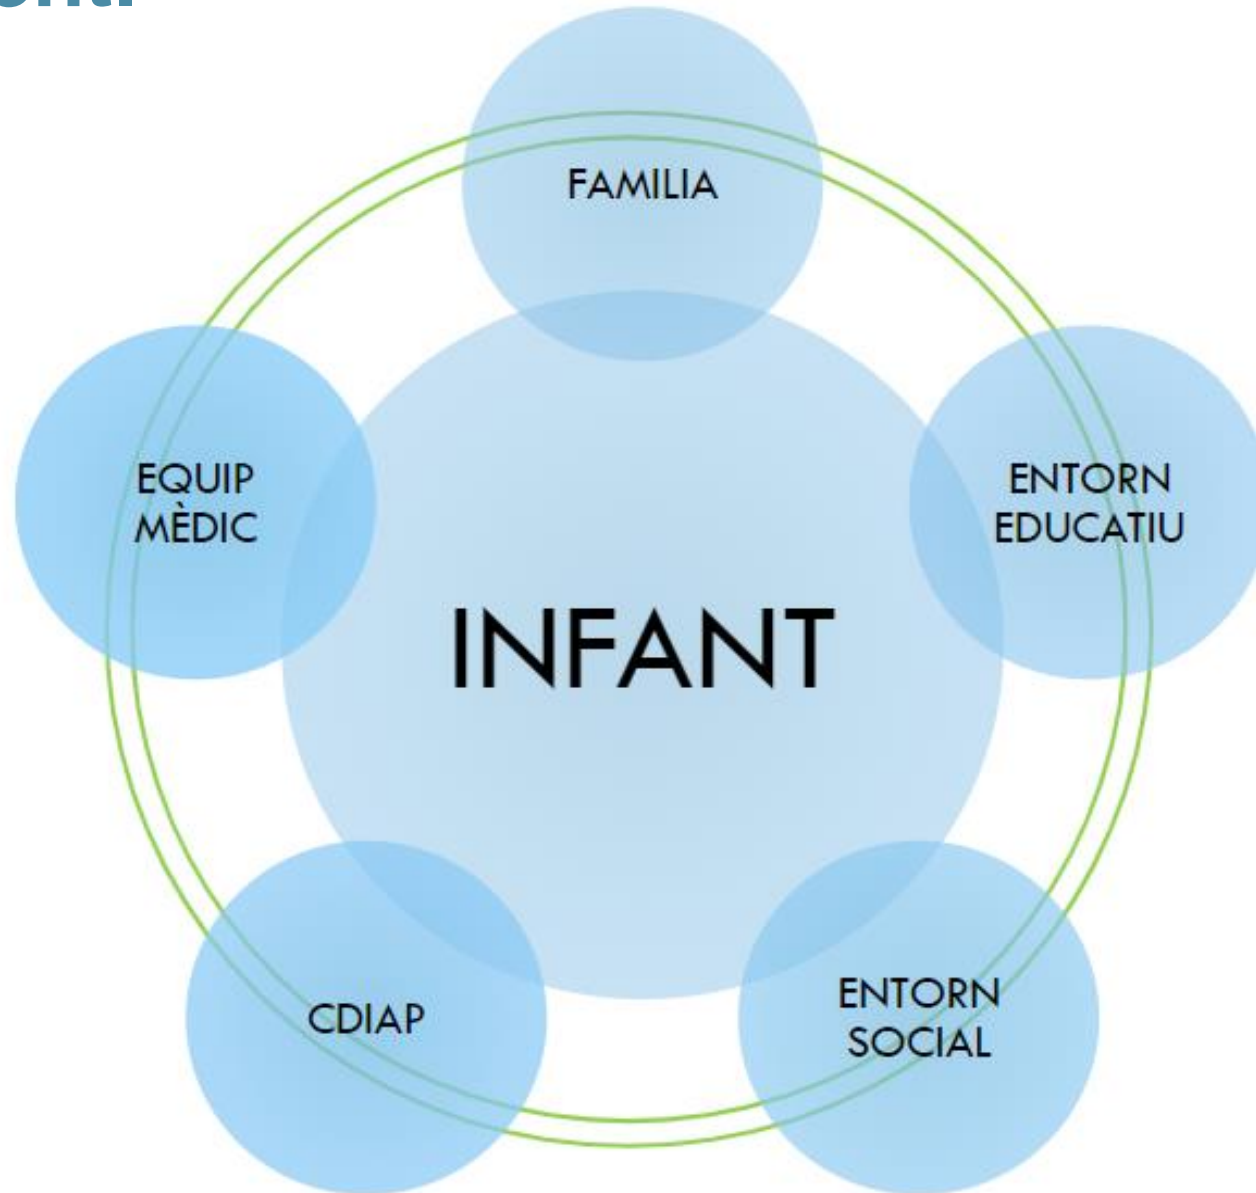 FAMILIA
EQUIP
MÈDIC
ENTORN
EDUCATIU
INFANT
CDIAP
ENTORN
SOCIAL